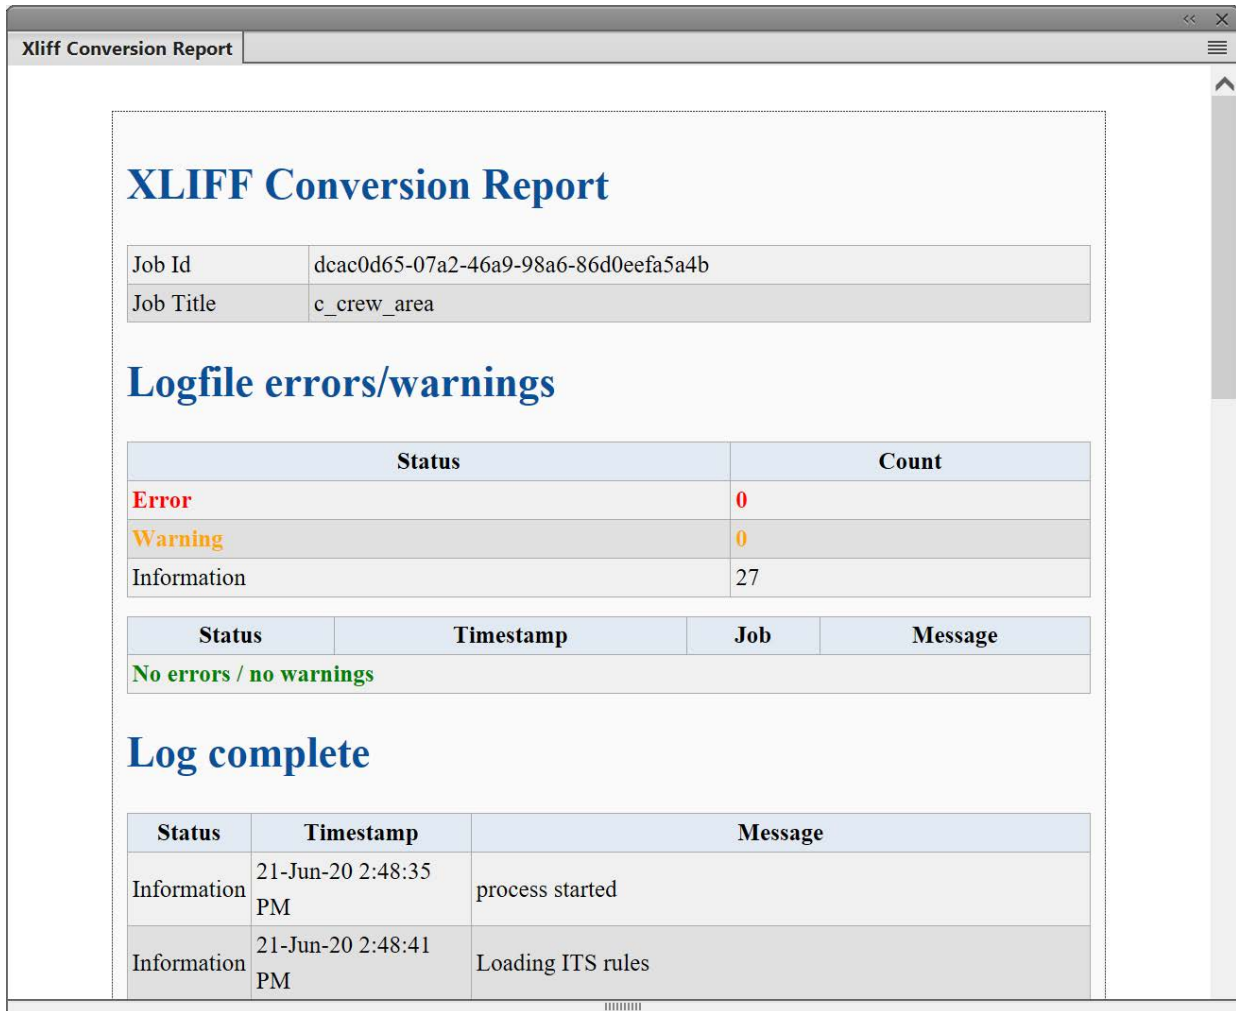 Xliff Conversion Report
XLIFF Conversion Report
Job Id dcac0d65-07a2-46a9-98a6-86d0eefa5a4b
Job Title c_crew_area
Logfile errors/warnings
Status Count
Error 0
Warning 0
Information 27
Status Timestamp Job Message
No errors / no warnings
Log complete
Status Timestamp Message
Information 21-Jun-20 2:48:35 PM process started
Information 21-Jun-20 2:48:41 PM Loading ITS rules